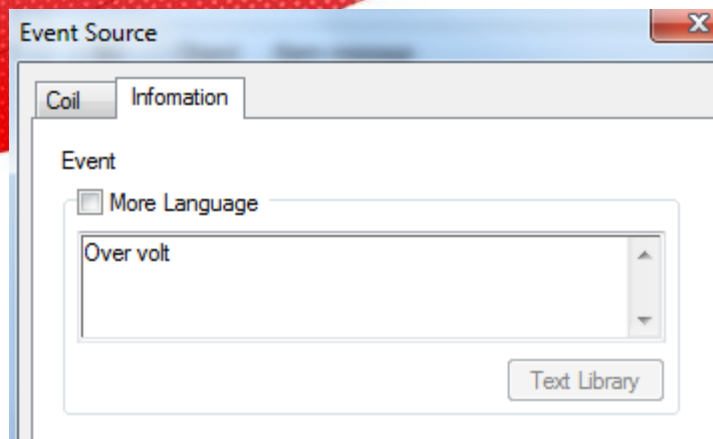 Event Source
Coil
Infomation
Event
More Language
Over volt
Text Library